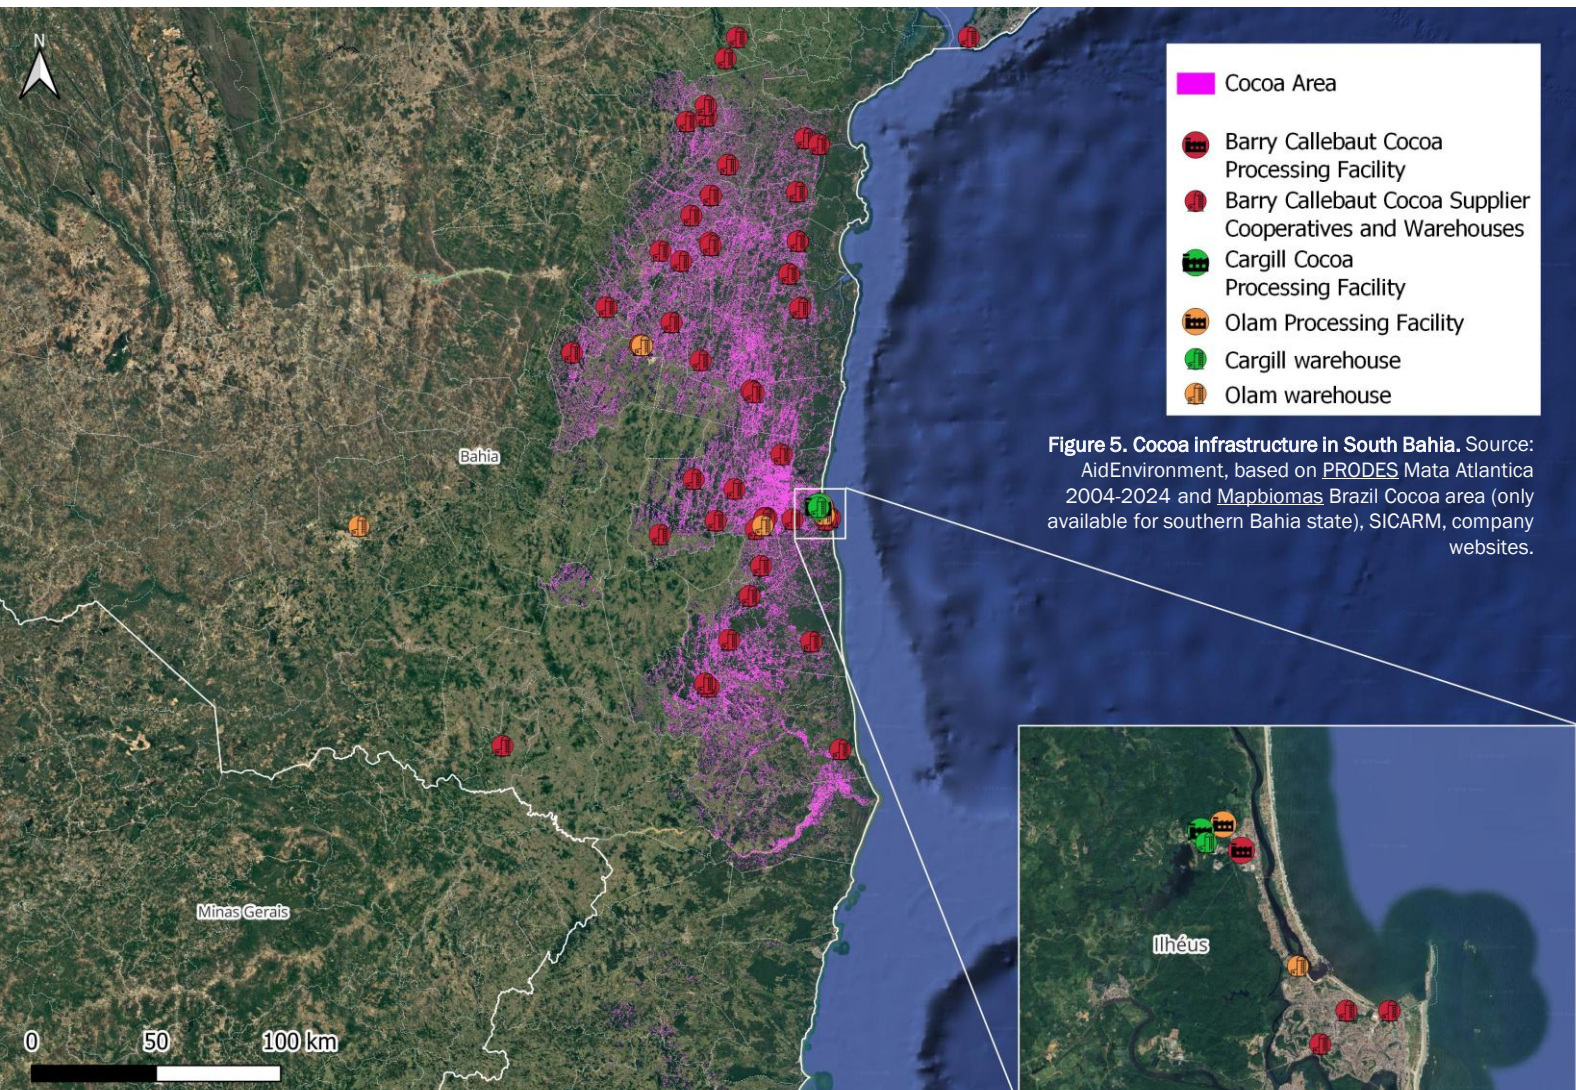 N
Cocoa Area
Barry Callebaut Cocoa
Processing Facility
Barry Callebaut Cocoa Supplier
Cooperatives and Warehouses
Cargill Cocoa
Processing Facility
Olam Processing Facility
Cargill warehouse
Olam warehouse
Figure 5. Cocoa infrastructure in South Bahia. Source:
AidEnvironment, based on PRODES Mata Atlantica
2004-2024 and Mapbiomas Brazil Cocoa area (only
available for southern Bahia state), SICARM, company
websites.
Bahia
Minas Gerais
Ilhéus
0 50 100 km